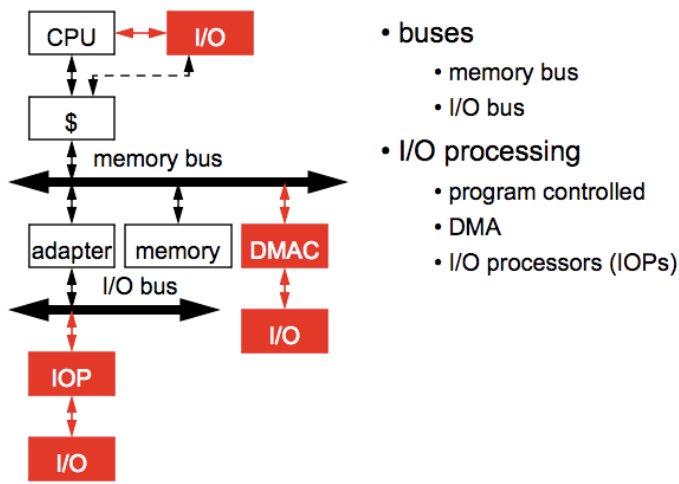 CPU
I/O
$
memory bus
adapter
memory
DMAC
I/O bus
I/O
IOP
I/O
• buses
• memory bus
• I/O bus
• I/O processing
• program controlled
• DMA
• I/O processors (IOPs)